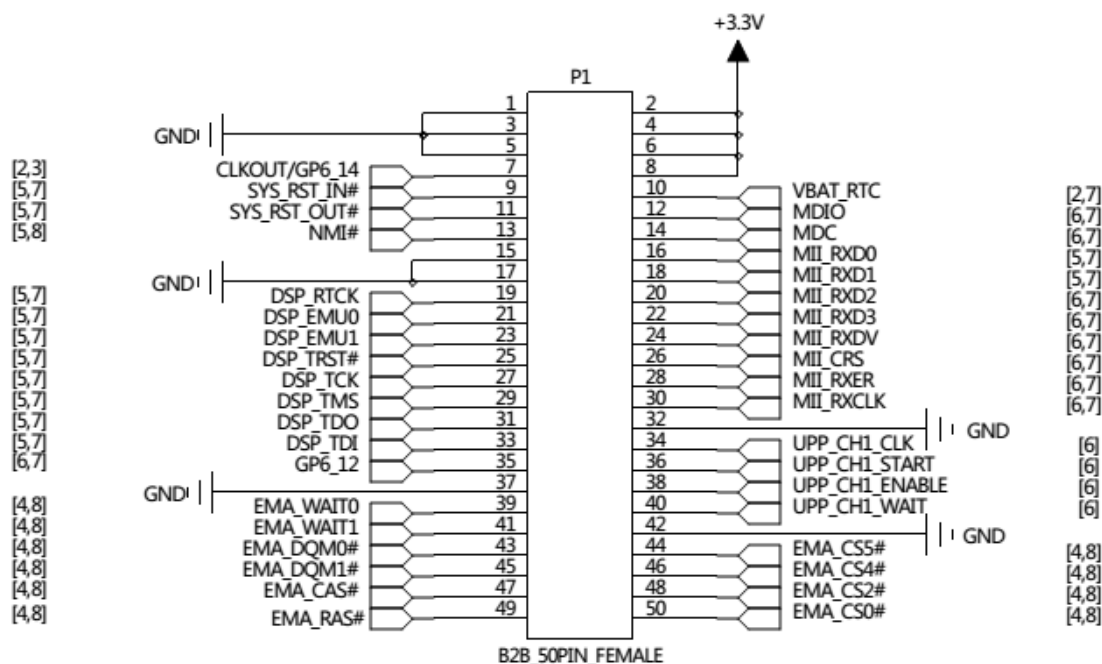 +3.3V
P1
1 2
GND 3 4
5 6
[2,3] CLKOUT/GP6_14 7 8
[5,7] SYS_RST_IN# 9 10 VBAT_RTC [2,7]
[5,7] SYS_RST_OUT# 11 12 MDIO [6,7]
[5,8] NMI# 13 14 MDC [6,7]
15 16 MII_RXD0 [5,7]
GND 17 18 MII_RXD1 [5,7]
[5,7] DSP_RTCK 19 20 MII_RXD2 [6,7]
[5,7] DSP_EMU0 21 22 MII_RXD3 [6,7]
[5,7] DSP_EMU1 23 24 MII_RXDV [6,7]
[5,7] DSP_TRST# 25 26 MII_CRS [6,7]
[5,7] DSP_TCK 27 28 MII_RXER [6,7]
[5,7] DSP_TMS 29 30 MII_RXCLK [6,7]
[5,7] DSP_TDO 31 32 GND
[5,7] DSP_TDI 33 34 UPP_CH1_CLK [6]
[6,7] GP6_12 35 36 UPP_CH1_START [6]
GND 37 38 UPP_CH1_ENABLE [6]
[4,8] EMA_WAIT0 39 40 UPP_CH1_WAIT [6]
[4,8] EMA_WAIT1 41 42 GND
[4,8] EMA_DQM0# 43 44 EMA_CS5# [4,8]
[4,8] EMA_DQM1# 45 46 EMA_CS4# [4,8]
[4,8] EMA_CAS# 47 48 EMA_CS2# [4,8]
[4,8] EMA_RAS# 49 50 EMA_CS0# [4,8]
B2B_50PIN_FEMALE